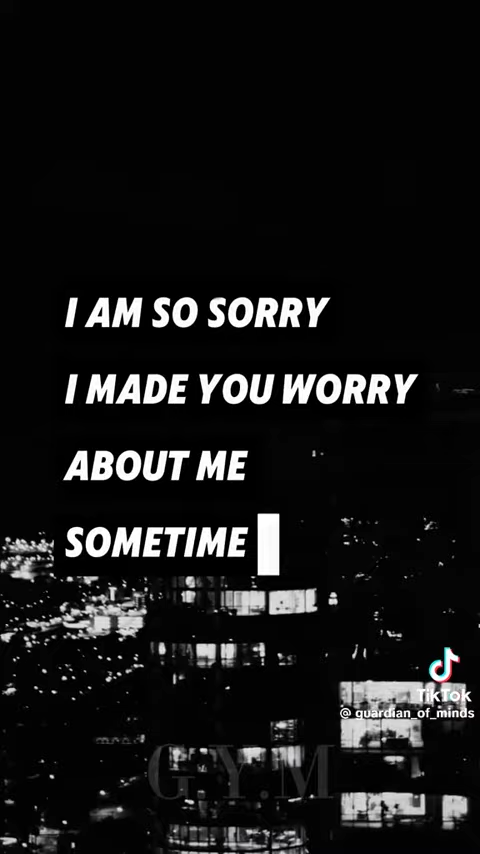 I AM SO SORRY
I MADE YOU WORRY
ABOUT ME
SOMETIME
TikTok
@ guardian_of_minds
G.Y.M